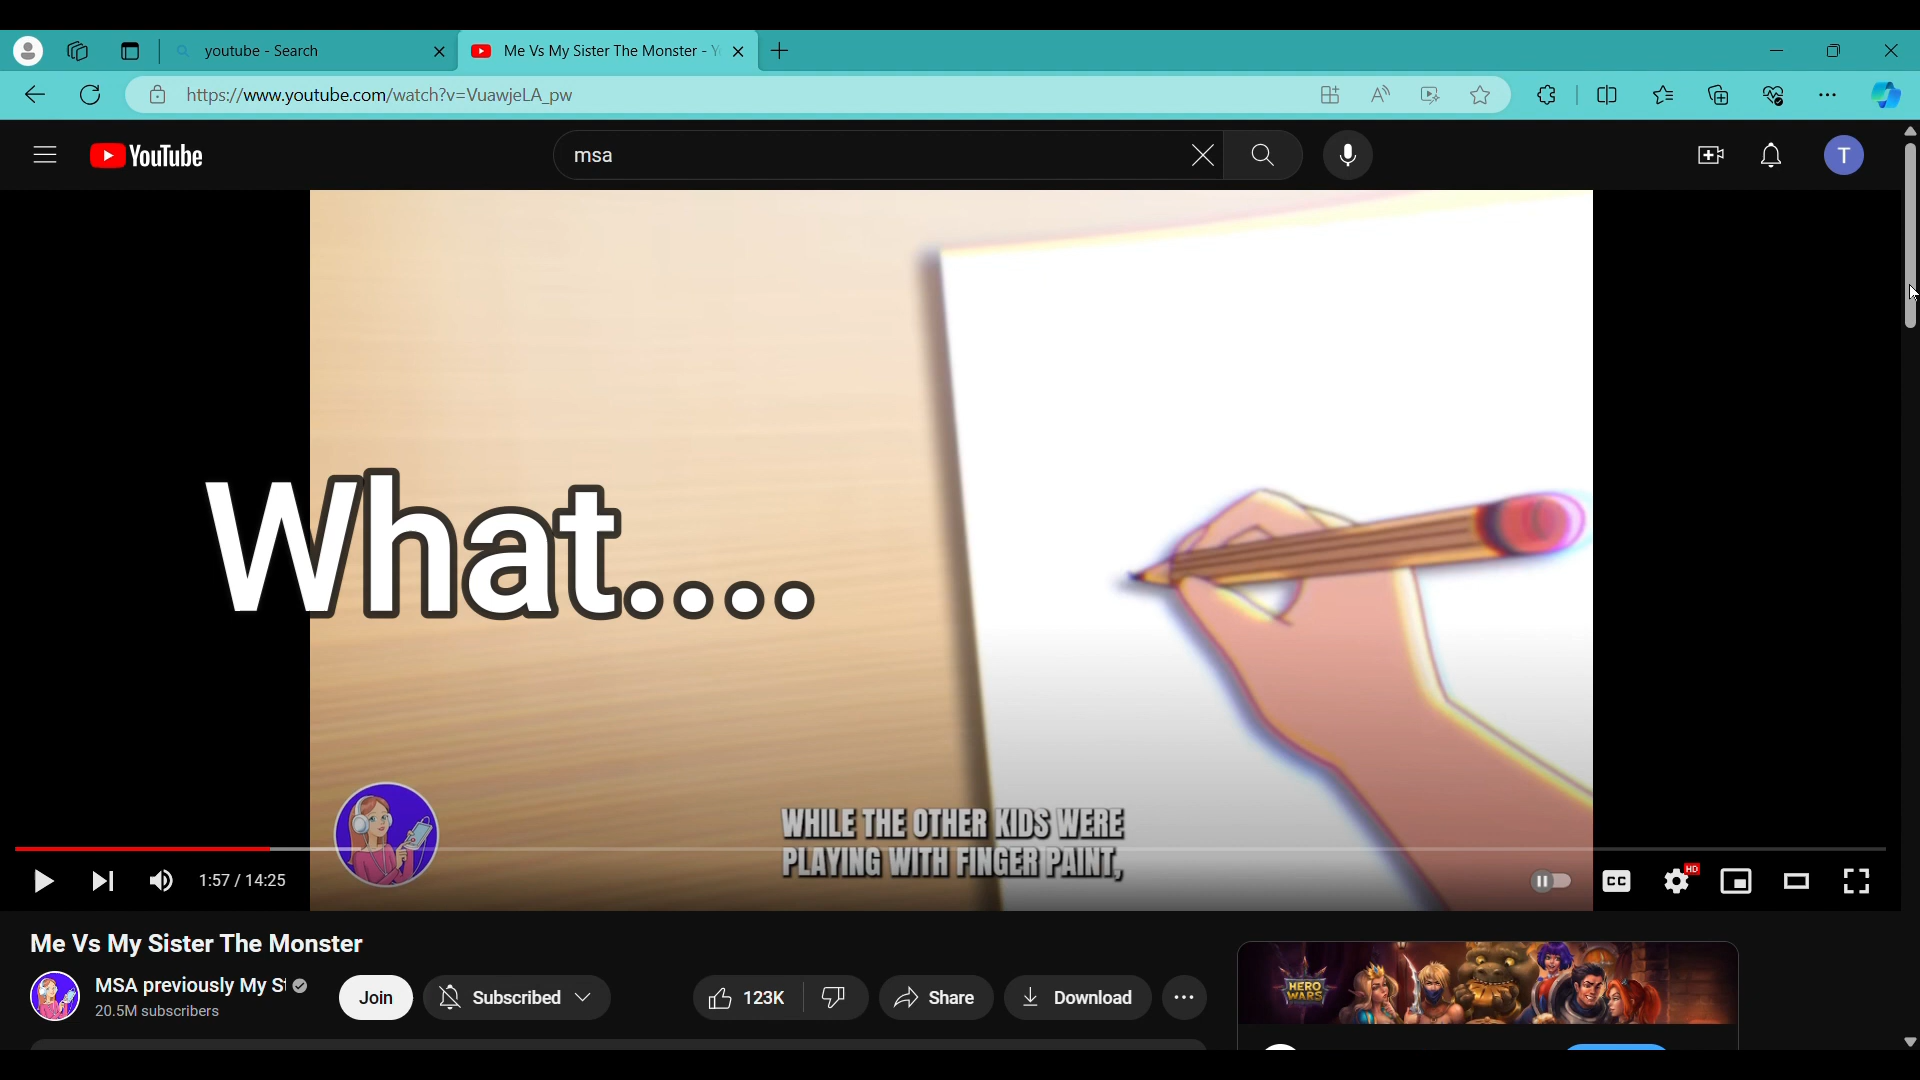 youtube - Search
Me Vs My Sister The Monster - Y
https://www.youtube.com/watch?v=VuawjeLA_pw
YouTube
msa
T
What....
WHILE THE OTHER KIDS WERE
PLAYING WITH FINGER PAINT,
1:57 / 14:25
CC
HD
Me Vs My Sister The Monster
MSA previously My St
20.5M subscribers
Join
Subscribed
123K
Share
Download
HERO
WARS